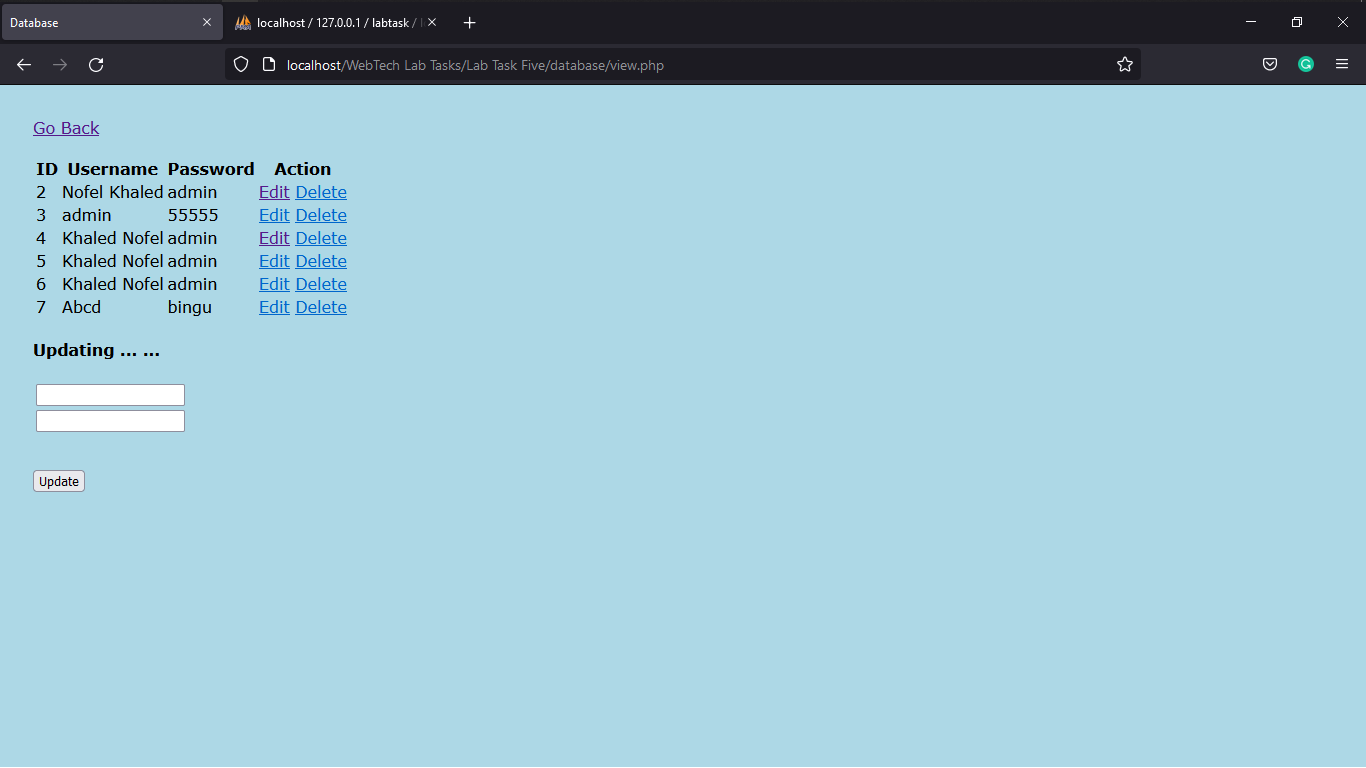 Database
localhost / 127.0.0.1 / labtask /
localhost/WebTech Lab Tasks/Lab Task Five/database/view.php
Go Back
ID Username Password Action
2 Nofel Khaled admin Edit Delete
3 admin 55555 Edit Delete
4 Khaled Nofel admin Edit Delete
5 Khaled Nofel admin Edit Delete
6 Khaled Nofel admin Edit Delete
7 Abcd bingu Edit Delete
Updating ... ...
Update